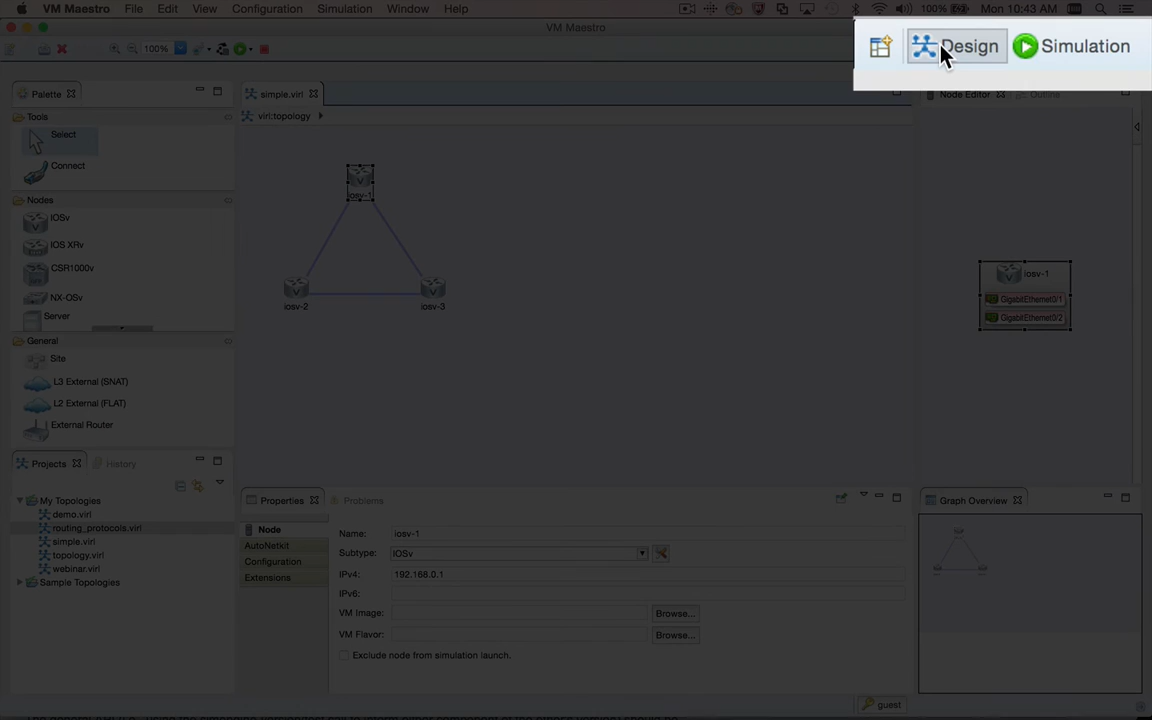 VM Maestro File Edit View Configuration Simulation Window Help 100% Mon 10:43 AM
VM Maestro
100%
Design Simulation
Palette
simple.virl
Node Editor Outline
Tools
viri:topology
Select
Connect
Nodes
IOSv
IOS XRv
CSR1000v
NX-OSv
Server
General
Site
L3 External (SNAT)
L2 External (FLAT)
External Router
iosv-1
iosv-2
iosv-3
iosv-1
GigabitEthernet0/1
GigabitEthernet0/2
Projects History
My Topologies
demo.virl
routing_protocols.virl
simple.virl
topology.virl
webinar.virl
Sample Topologies
Properties Problems
Node
AutoNetkit
Configuration
Extensions
Name: iosv-1
Subtype: IOSv
IPv4: 192.168.0.1
IPv6:
VM Image: Browse...
VM Flavor: Browse...
Exclude node from simulation launch.
Graph Overview
guest